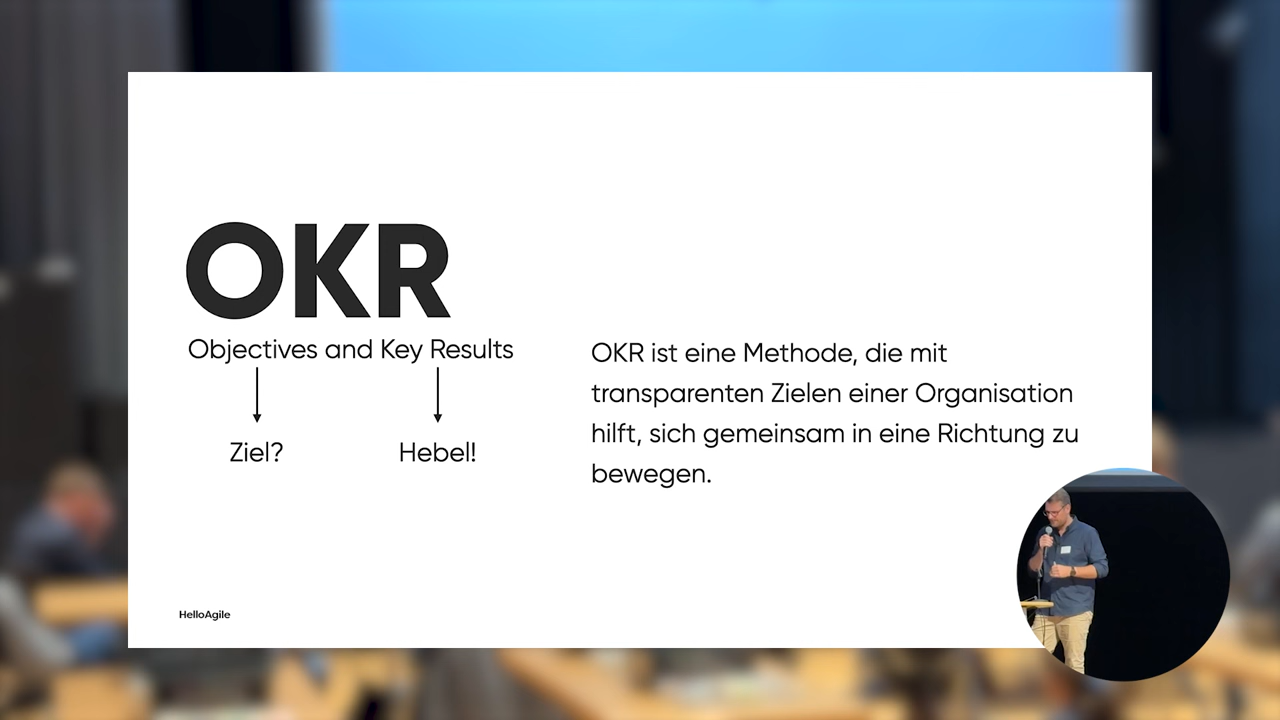 OKR
Objectives and Key Results
Ziel?
Hebel!
OKR ist eine Methode, die mit
transparenten Zielen einer Organisation
hilft, sich gemeinsam in eine Richtung zu
bewegen.
HelloAgile